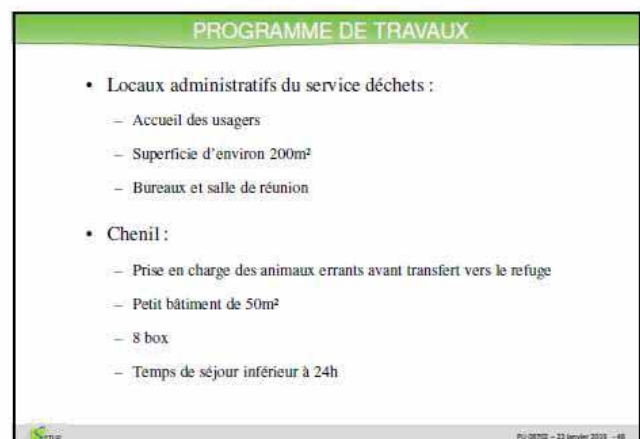 PROGRAMME DE TRAVAUX
• Locaux administratifs du service déchets :
– Accueil des usagers
– Superficie d'environ 200m²
– Bureaux et salle de réunion
• Chenil :
– Prise en charge des animaux errants avant transfert vers le refuge
– Petit bâtiment de 50m²
– 8 box
– Temps de séjour inférieur à 24h